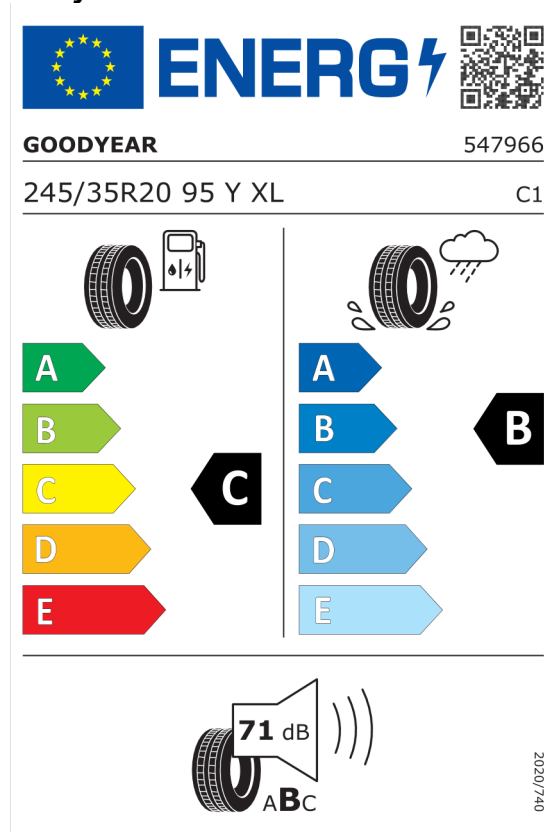 ENERG
GOODYEAR 547966
245/35R20 95 Y XL C1
A A
B B B
C C C
D D
E E
71 dB
ABC
2020/740